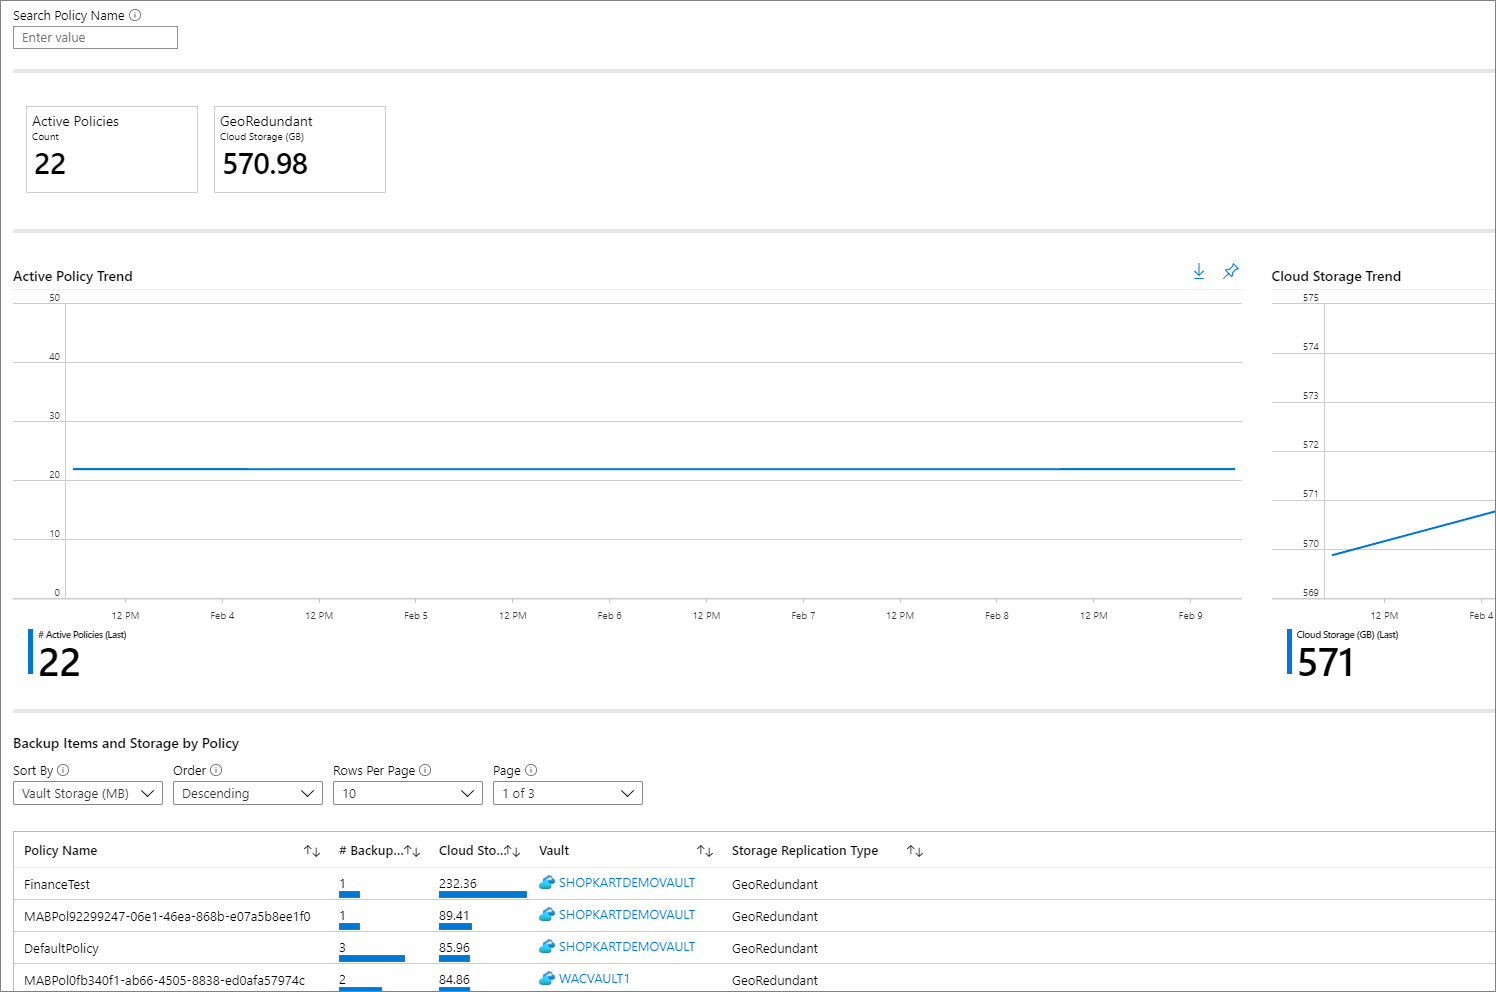 Search Policy Name
Enter value
Active Policies
Count
22
GeoRedundant
Cloud Storage (GB)
570.98
Active Policy Trend
50
40
30
20
10
0
12 PM Feb 4 12 PM Feb 5 12 PM Feb 6 12 PM Feb 7 12 PM Feb 8 12 PM Feb 9
# Active Policies (Last)
22
Cloud Storage Trend
575
574
573
572
571
570
569
12 PM Feb 4
Cloud Storage (GB) (Last)
571
Backup Items and Storage by Policy
Sort By Order Rows Per Page Page
Vault Storage (MB) Descending 10 1 of 3
Policy Name # Backup... Cloud Sto... Vault Storage Replication Type
FinanceTest 1 232.36 SHOPKARTDEMOVAULT GeoRedundant
MABPol92299247-06e1-46ea-868b-e07a5b8ee1f0 1 89.41 SHOPKARTDEMOVAULT GeoRedundant
DefaultPolicy 3 85.96 SHOPKARTDEMOVAULT GeoRedundant
MABPol0fb340f1-ab66-4505-8838-ed0afa57974c 2 84.86 WACVAULT1 GeoRedundant